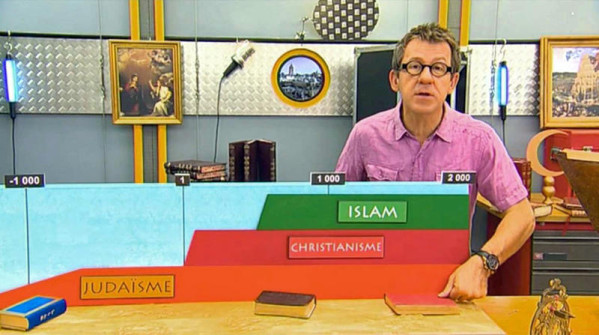 -1 000
1
1 000
2 000
ISLAM
CHRISTIANISME
JUDAÏSME